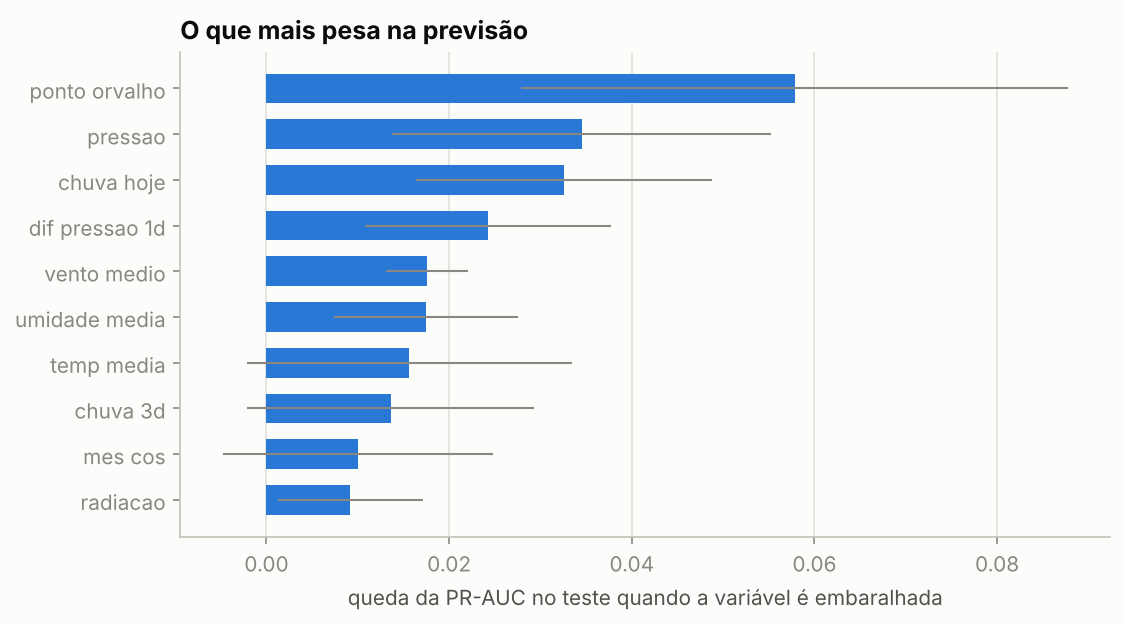 O que mais pesa na previsão
ponto orvalho
pressao
chuva hoje
dif pressao 1d
vento medio
umidade media
temp media
chuva 3d
mes cos
radiacao
0.00 0.02 0.04 0.06 0.08
queda da PR-AUC no teste quando a variável é embaralhada